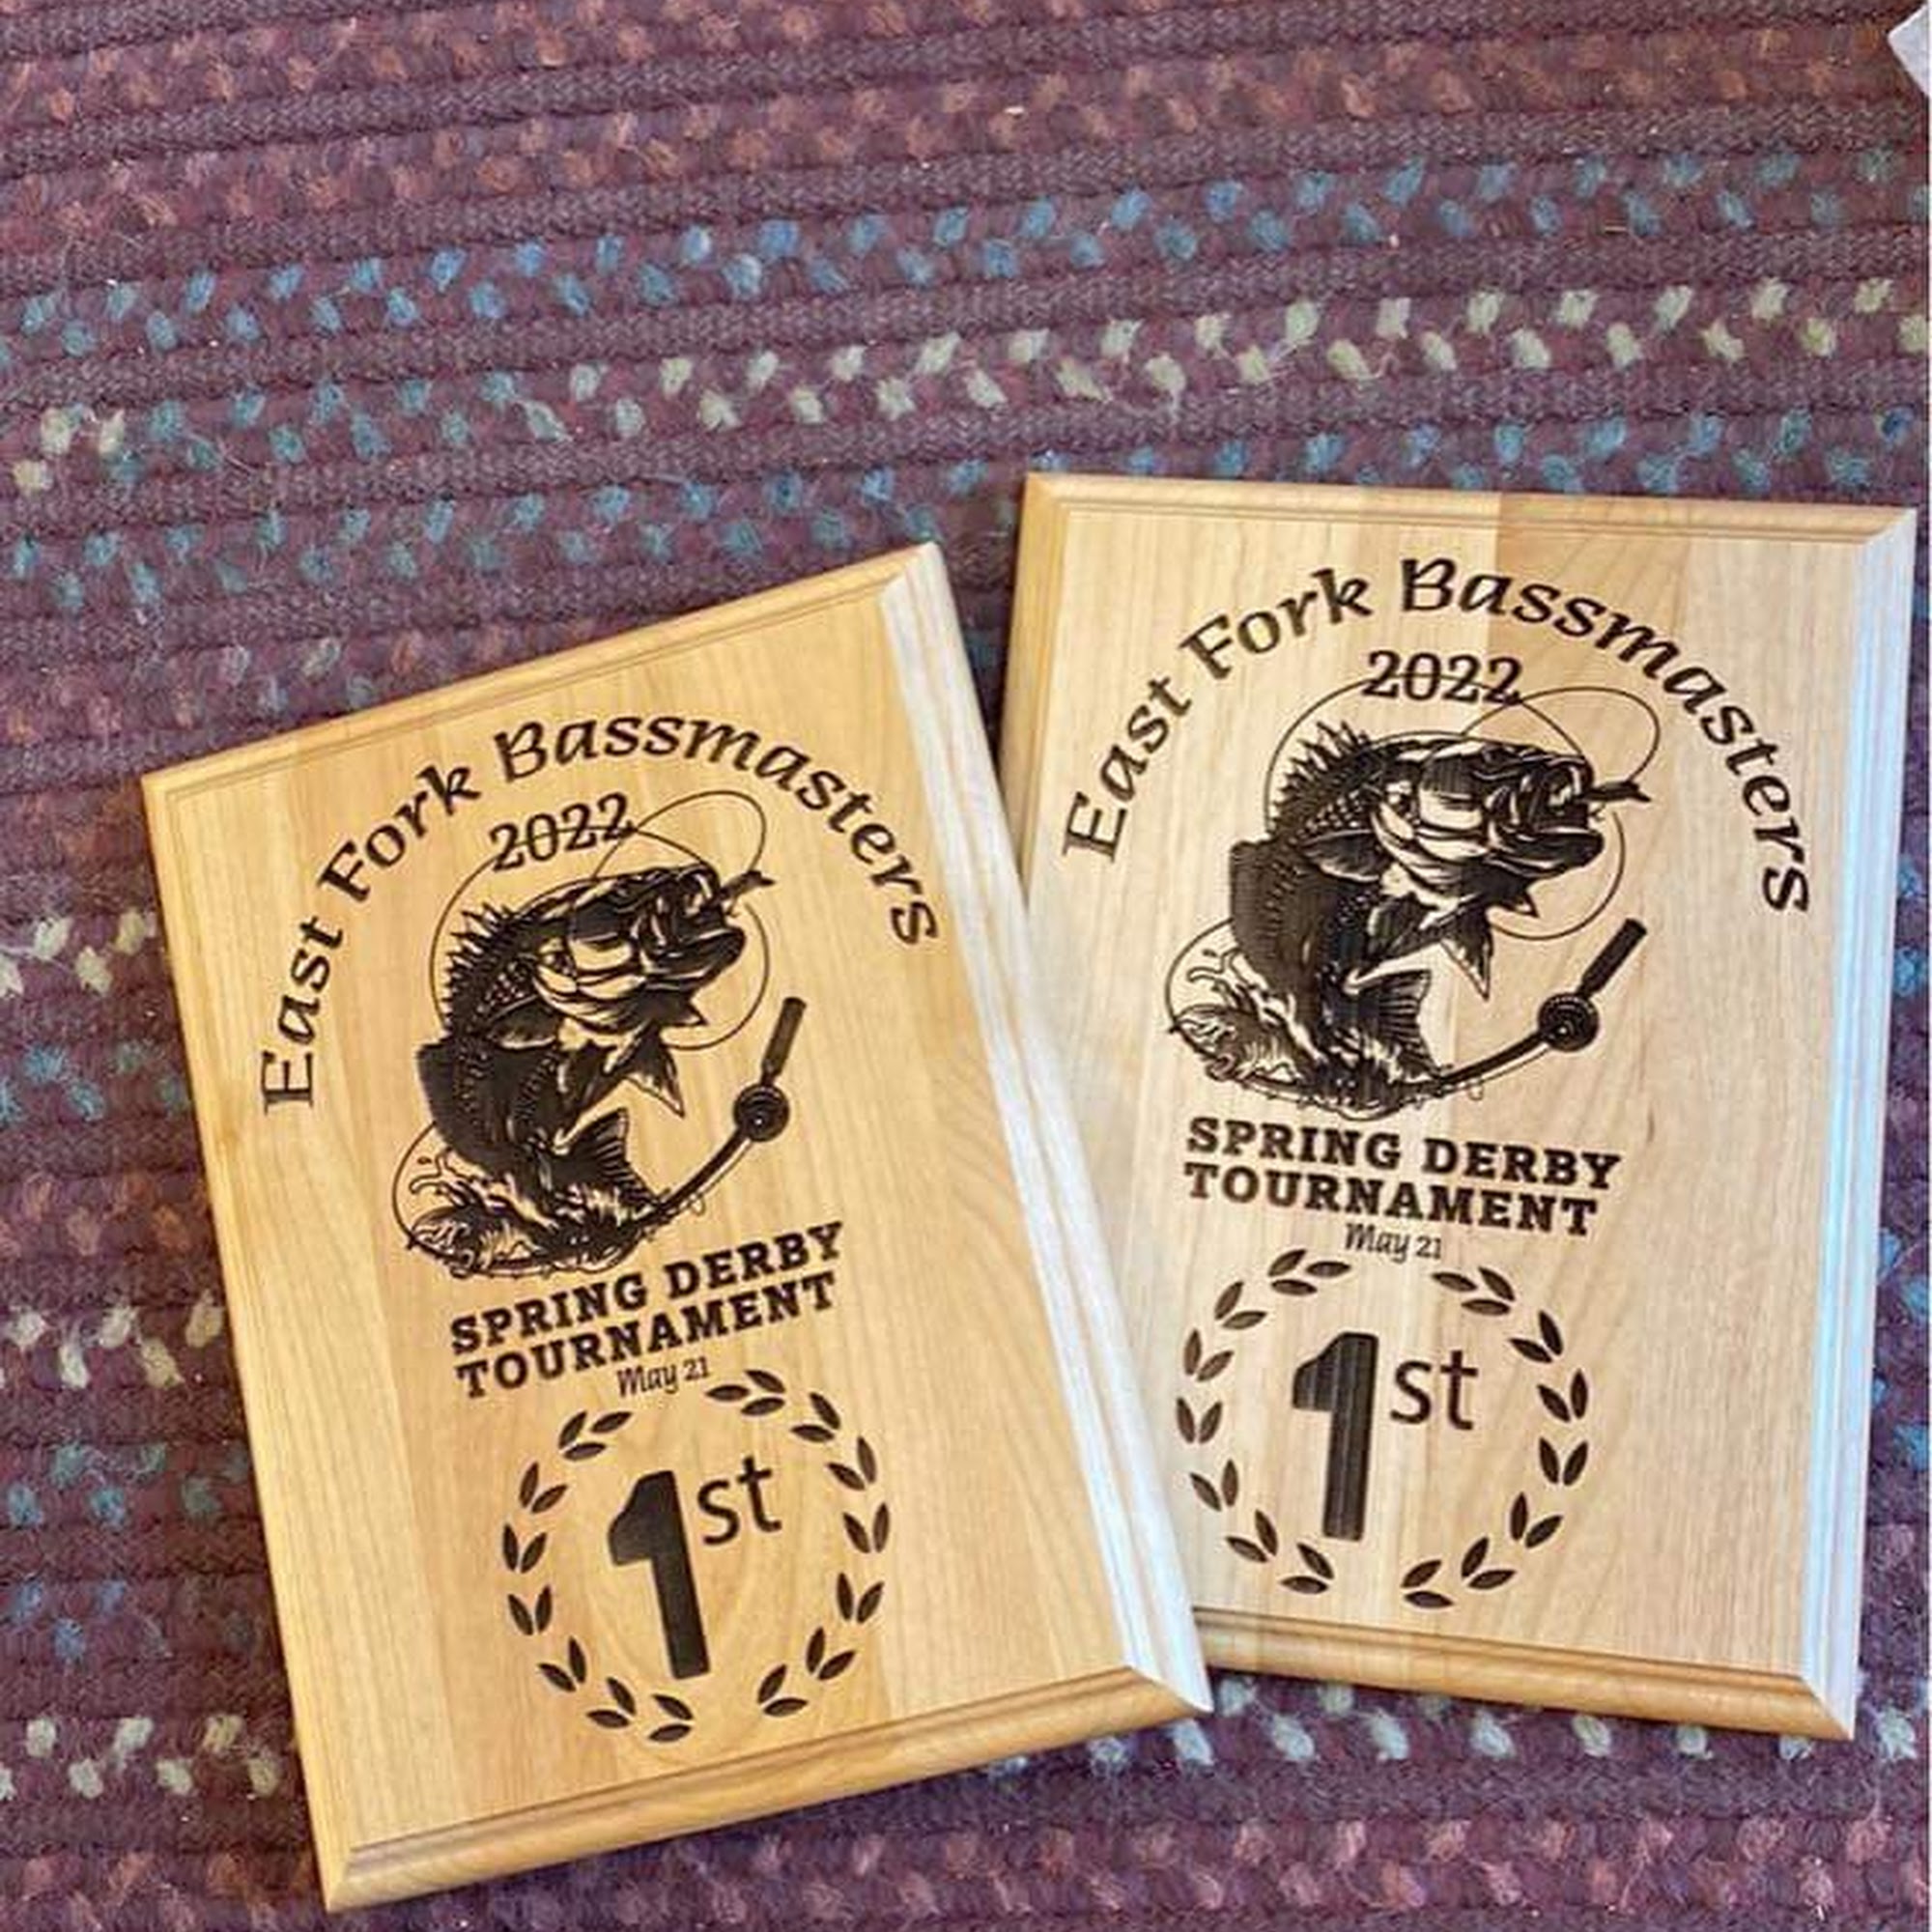 East Fork Bassmasters
2022
SPRING DERBY
TOURNAMENT
May 21
1st
East Fork Bassmasters
2022
SPRING DERBY
TOURNAMENT
May 21
1st